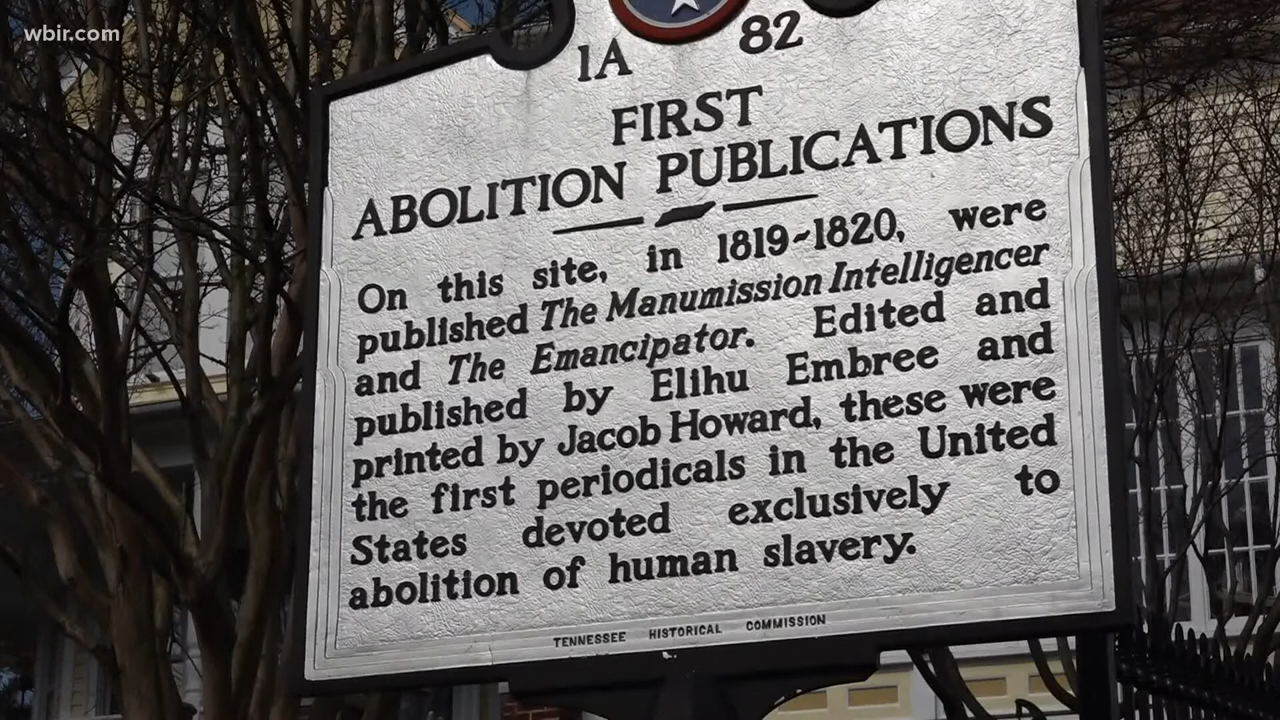 wbir.com
1A 82
FIRST
ABOLITION PUBLICATIONS
On this site, in 1819-1820, were
published The Manumission Intelligencer
and The Emancipator. Edited and
published by Elihu Embree and
printed by Jacob Howard, these were
the first periodicals in the United
States devoted exclusively to
abolition of human slavery.
TENNESSEE HISTORICAL COMMISSION